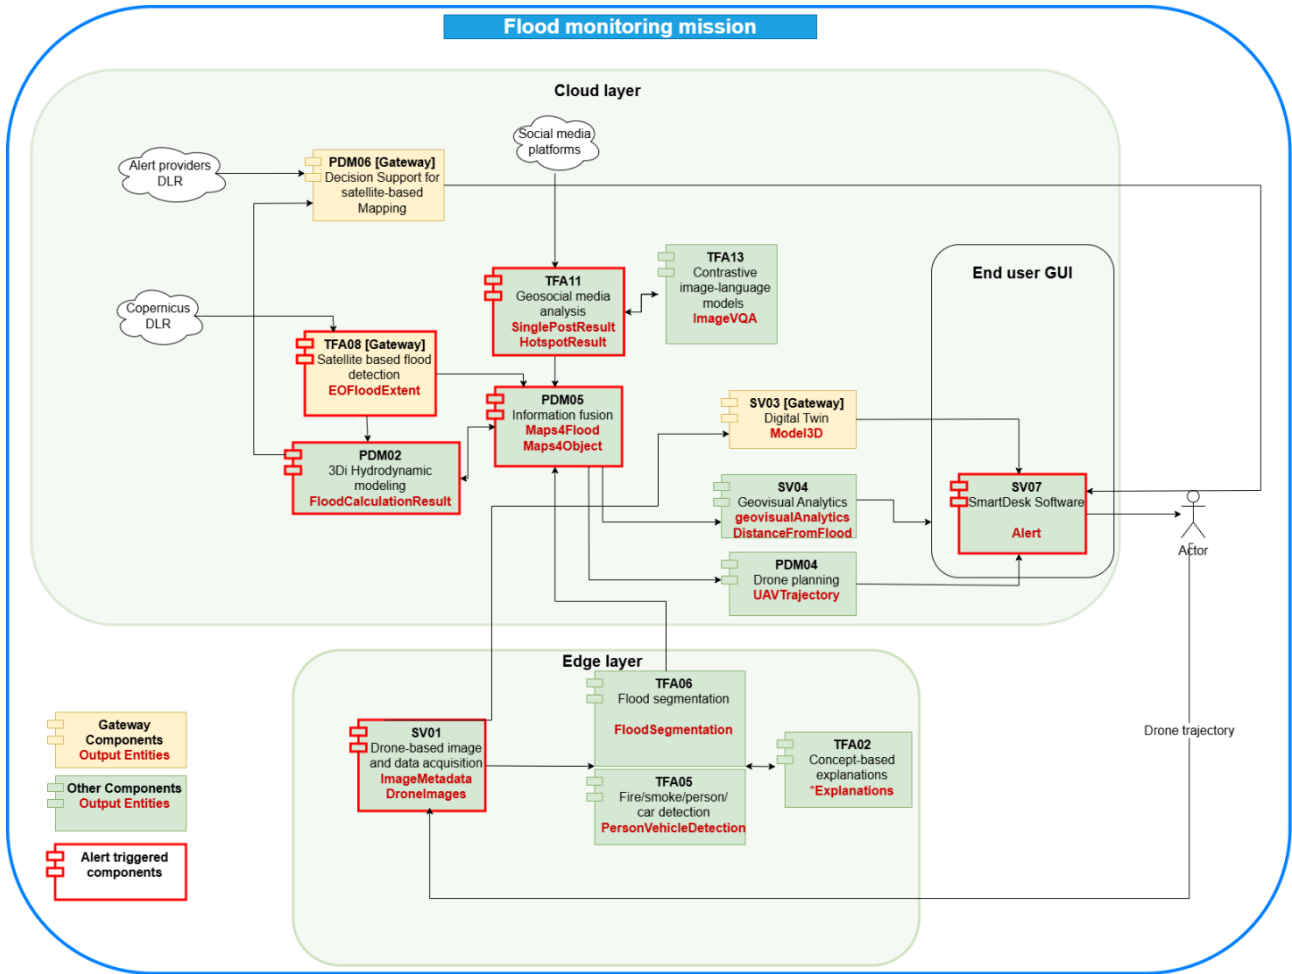 Flood monitoring mission
Cloud layer
Social media
platforms
Alert providers
DLR
PDM06 [Gateway]
Decision Support for
satellite-based
Mapping
TFA13
Contrastive
image-language
models
ImageVQA
TFA11
Geosocial media
analysis
SinglePostResult
HotspotResult
End user GUI
Copernicus
DLR
TFA08 [Gateway]
Satellite based flood
detection
EOFloodExtent
PDM05
Information fusion
Maps4Flood
Maps4Object
SV03 [Gateway]
Digital Twin
Model3D
PDM02
3Di Hydrodynamic
modeling
FloodCalculationResult
SV04
Geovisual Analytics
geovisualAnalytics
DistanceFromFlood
SV07
SmartDesk Software
Alert
Actor
PDM04
Drone planning
UAVTrajectory
Edge layer
TFA06
Flood segmentation
FloodSegmentation
SV01
Drone-based image
and data acquisition
ImageMetadata
DroneImages
TFA02
Concept-based
explanations
*Explanations
TFA05
Fire/smoke/person/
car detection
PersonVehicleDetection
Drone trajectory
Gateway
Components
Output Entities
Other Components
Output Entities
Alert triggered
components